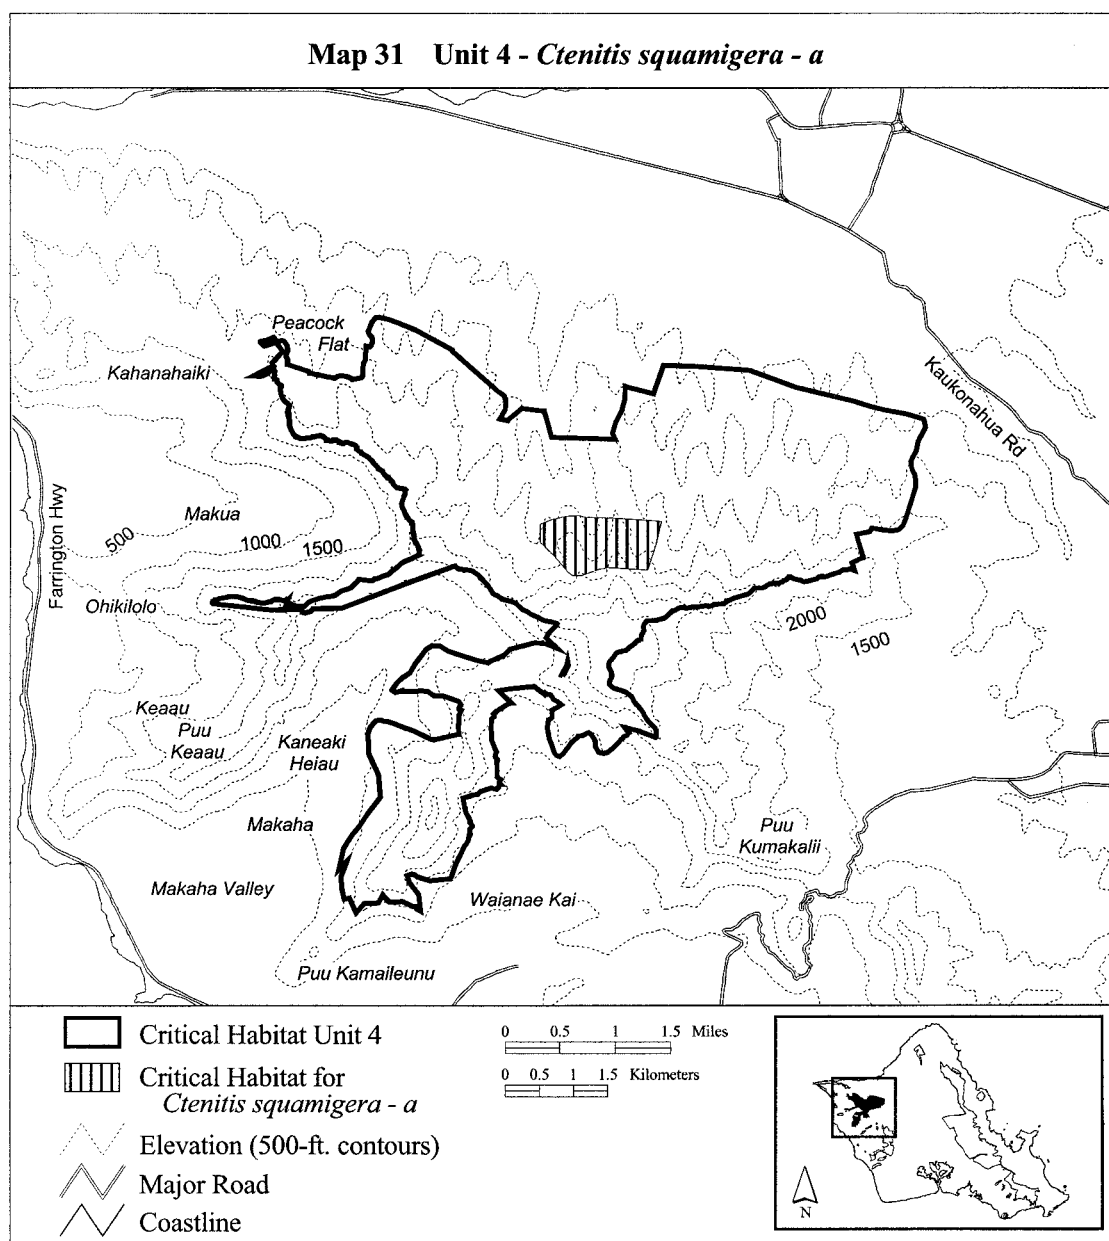 Map 31 Unit 4 - Ctenitis squamigera - a
Peacock
Flat
Kahanahaiki
Kaukonahua Rd
Farrington Hwy
Makua
500
1000
1500
Ohikilolo
2000
1500
Keaau
Puu
Keaau
Kaneaki
Heiau
Makaha
Puu
Kumakalii
Makaha Valley
Waianae Kai
Puu Kamaileunu
Critical Habitat Unit 4
Critical Habitat for
Ctenitis squamigera - a
Elevation (500-ft. contours)
Major Road
Coastline
0 0.5 1 1.5 Miles
0 0.5 1 1.5 Kilometers
N